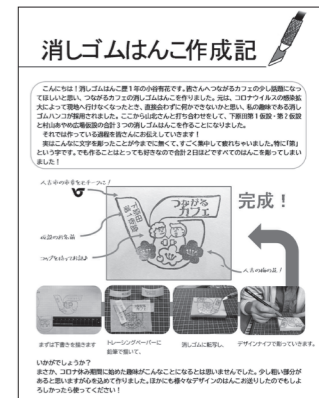 消しゴムはんこ作成記
こんにちは！消しゴムはんこ歴1年の小谷有花です。皆さんへつながるカフェの少し話題になっ
てほしいと思い、つながるカフェの消しゴムはんこを作りました。元は、コロナウイルスの感染拡
大によって現地へ行けなくなったとき、直接会わずに何かできないかと思い、私の趣味である消し
ゴムハンコが採用されました。ここから山北さんと打ち合わせをして、下原田第1仮設・第2仮設
と村山あやめ広場仮設の合計3つの消しゴムはんこを作ることになりました。
それでは作っている過程を皆さんにお伝えしていきます！
実はこんなに文字を彫ったことが今までに無くて、すごく集中して疲れちゃいました。特に「第」
という字です。でも作ることはとっても好きなので合計2日ほどですべてのはんこを彫ってしまい
ました！
完成！
つながる
カフェ
下原田
第1仮設
まずは下書きを描きます
トレーシングペーパーに
鉛筆で描いて、
消しゴムに転写し、
デザインナイフで彫っていきます。
いかがでしょうか？
まさか、コロナ休み期間に始めた趣味がこんなことになるとは思いませんでした。少し粗い部分が
あると思いますが心を込めて作りました。ほかにも様々なデザインのはんこお送りしたのでもしよ
ろしかったら使ってください！